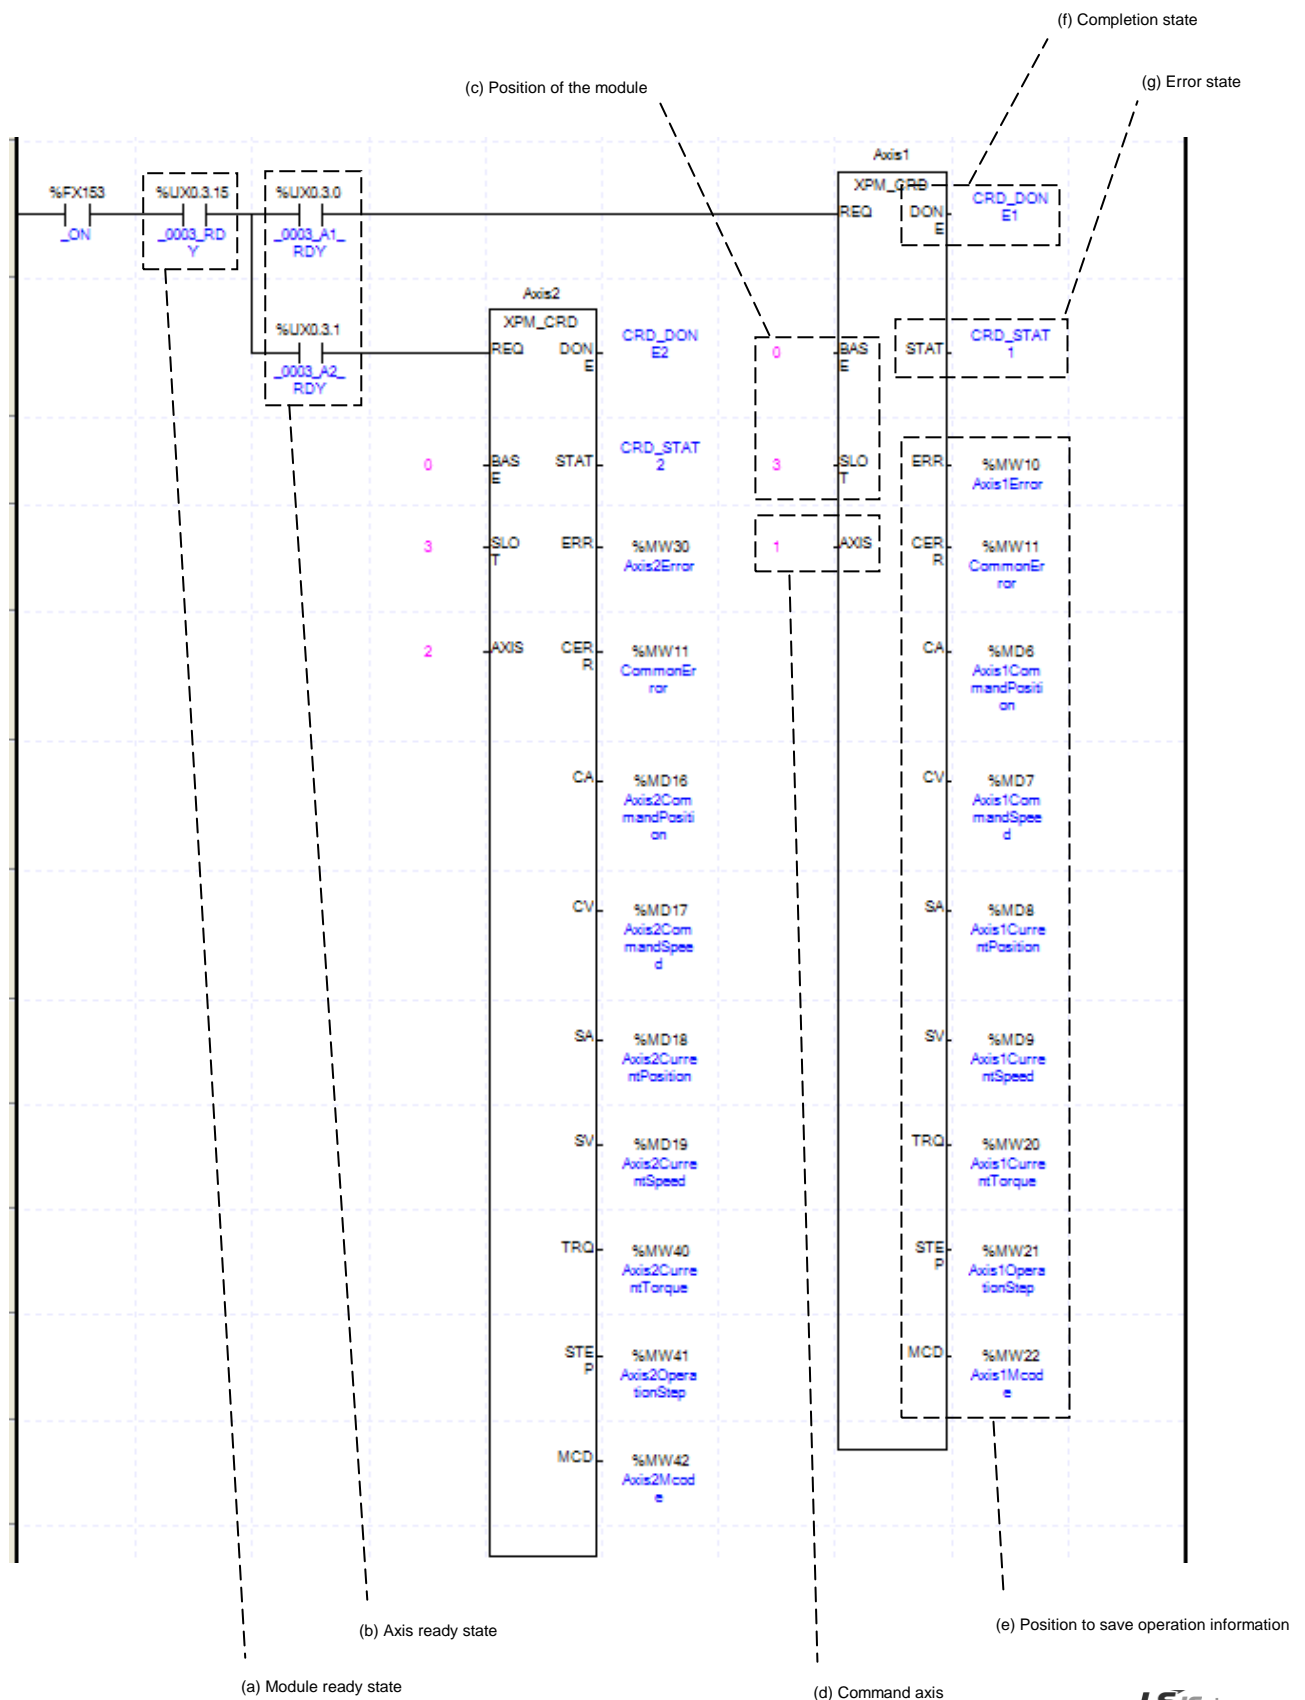 (f) Completion state
(g) Error state
(c) Position of the module
Axis1
%FX153
%UX0.3.15
%UX0.3.0
XPM_CRD
_ON
_0003_RD
Y
_0003_A1_
RDY
REQ
DON
E
CRD_DON
E1
Axis2
%UX0.3.1
XPM_CRD
_0003_A2_
RDY
REQ
DON
E
CRD_DON
E2
0
BAS
E
STAT
CRD_STAT
1
0
BAS
E
STAT
CRD_STAT
2
3
SLO
T
ERR
%MW10
Axis1Error
3
SLO
T
ERR
%MW30
Axis2Error
1
AXIS
CER
R
%MW11
CommonEr
ror
2
AXIS
CER
R
%MW11
CommonEr
ror
CA
%MD6
Axis1Com
mandPositi
on
CA
%MD16
Axis2Com
mandPositi
on
CV
%MD7
Axis1Com
mandSpee
d
CV
%MD17
Axis2Com
mandSpee
d
SA
%MD8
Axis1Curre
ntPosition
SA
%MD18
Axis2Curre
ntPosition
SV
%MD9
Axis1Curre
ntSpeed
SV
%MD19
Axis2Curre
ntSpeed
TRQ
%MW20
Axis1Curre
ntTorque
TRQ
%MW40
Axis2Curre
ntTorque
STE
P
%MW21
Axis1Opera
tionStep
STE
P
%MW41
Axis2Opera
tionStep
MCD
%MW22
Axis1Mcod
e
MCD
%MW42
Axis2Mcod
e
(e) Position to save operation information
(b) Axis ready state
(a) Module ready state
(d) Command axis